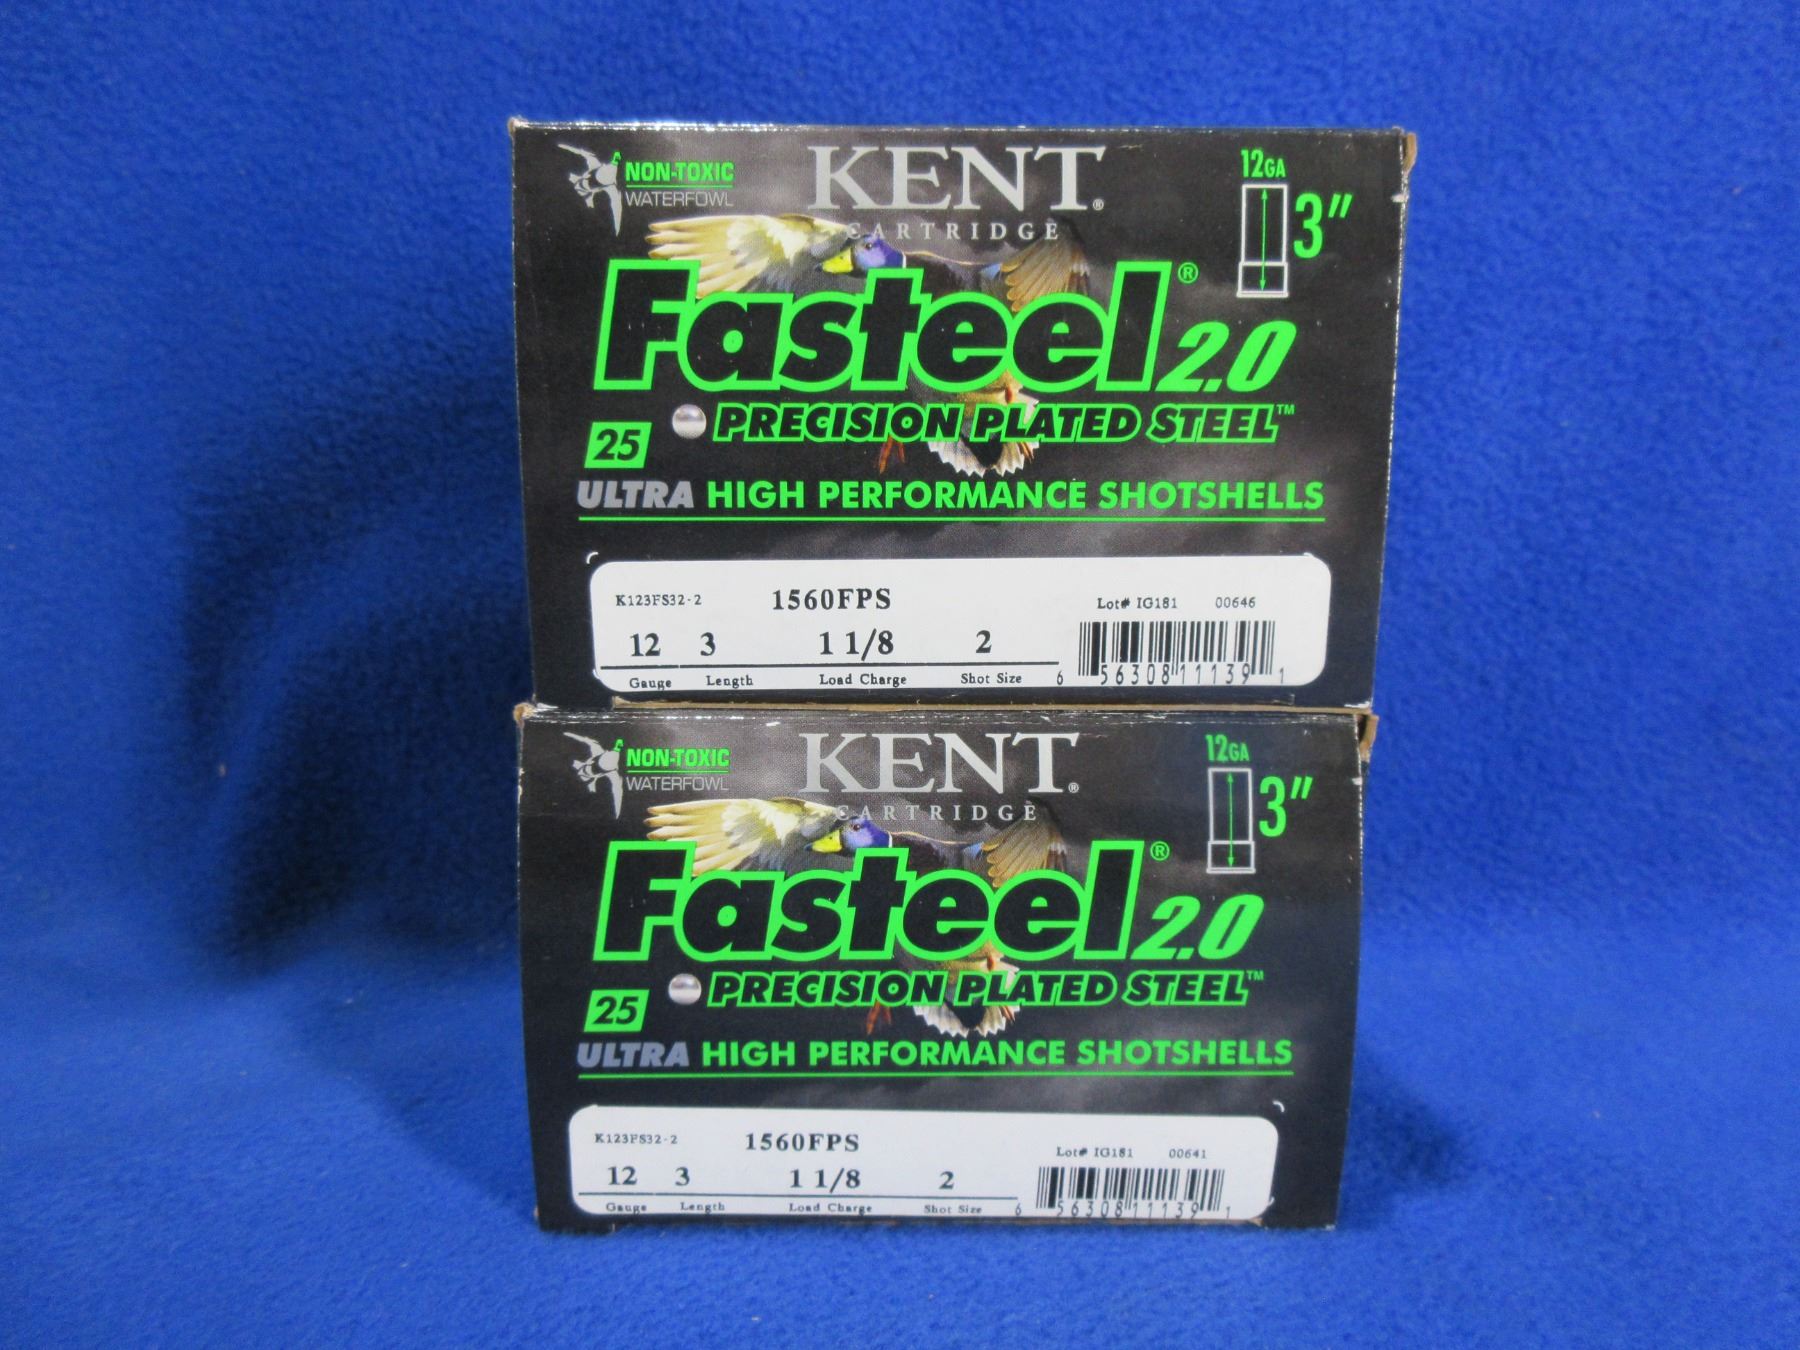 NON-TOXIC
WATERFOWL
KENT®
CARTRIDGE
12GA
3"
Fasteel® 2.0
PRECISION PLATED STEEL™
25
ULTRA HIGH PERFORMANCE SHOTSHELLS
K123FS32-2 1560FPS Lot# IG181 00646
12 3 1 1/8 2
Gauge Length Load Charge Shot Size 6 56308 11139 1
NON-TOXIC
WATERFOWL
KENT®
CARTRIDGE
12GA
3"
Fasteel® 2.0
PRECISION PLATED STEEL™
25
ULTRA HIGH PERFORMANCE SHOTSHELLS
K123FS32-2 1560FPS Lot# IG181 00641
12 3 1 1/8 2
Gauge Length Load Charge Shot Size 6 56308 11139 1